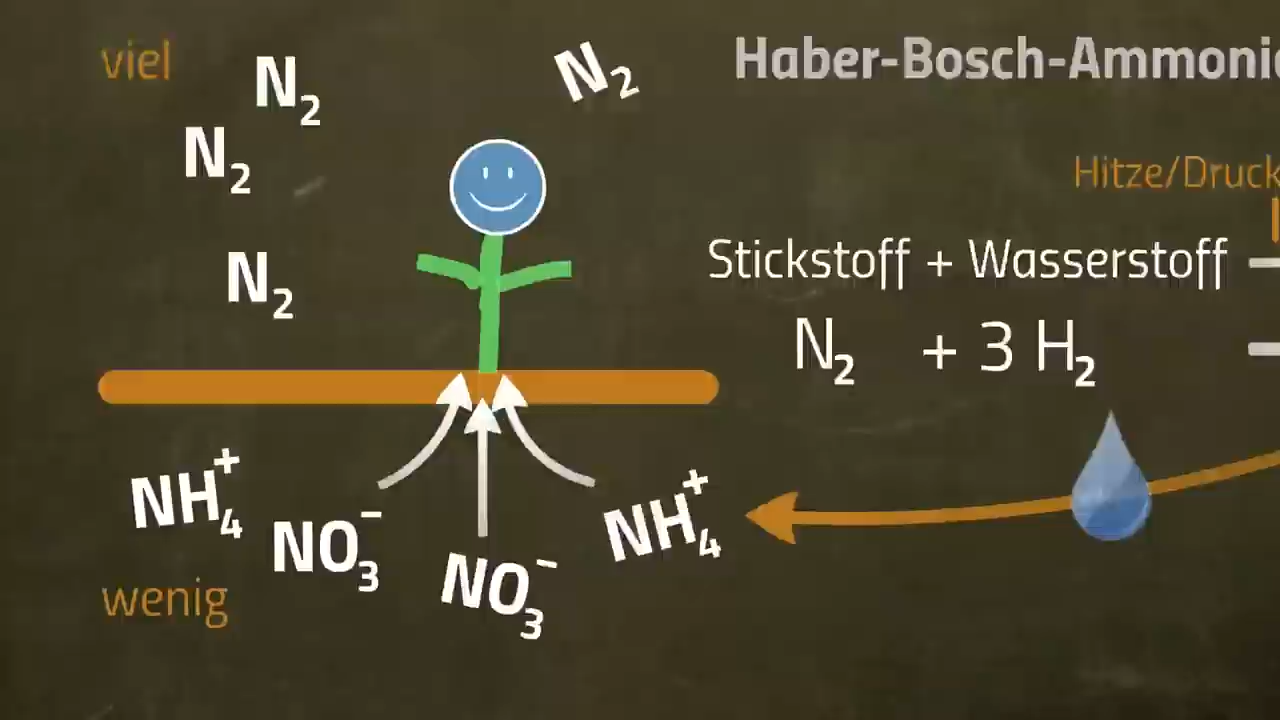 viel
N₂
N₂
N₂
N₂
NH₄⁺
NO₃⁻
NO₃⁻
NH₄⁺
wenig
Haber-Bosch-Ammoni
Hitze/Druck
Stickstoff + Wasserstoff
N₂ + 3 H₂